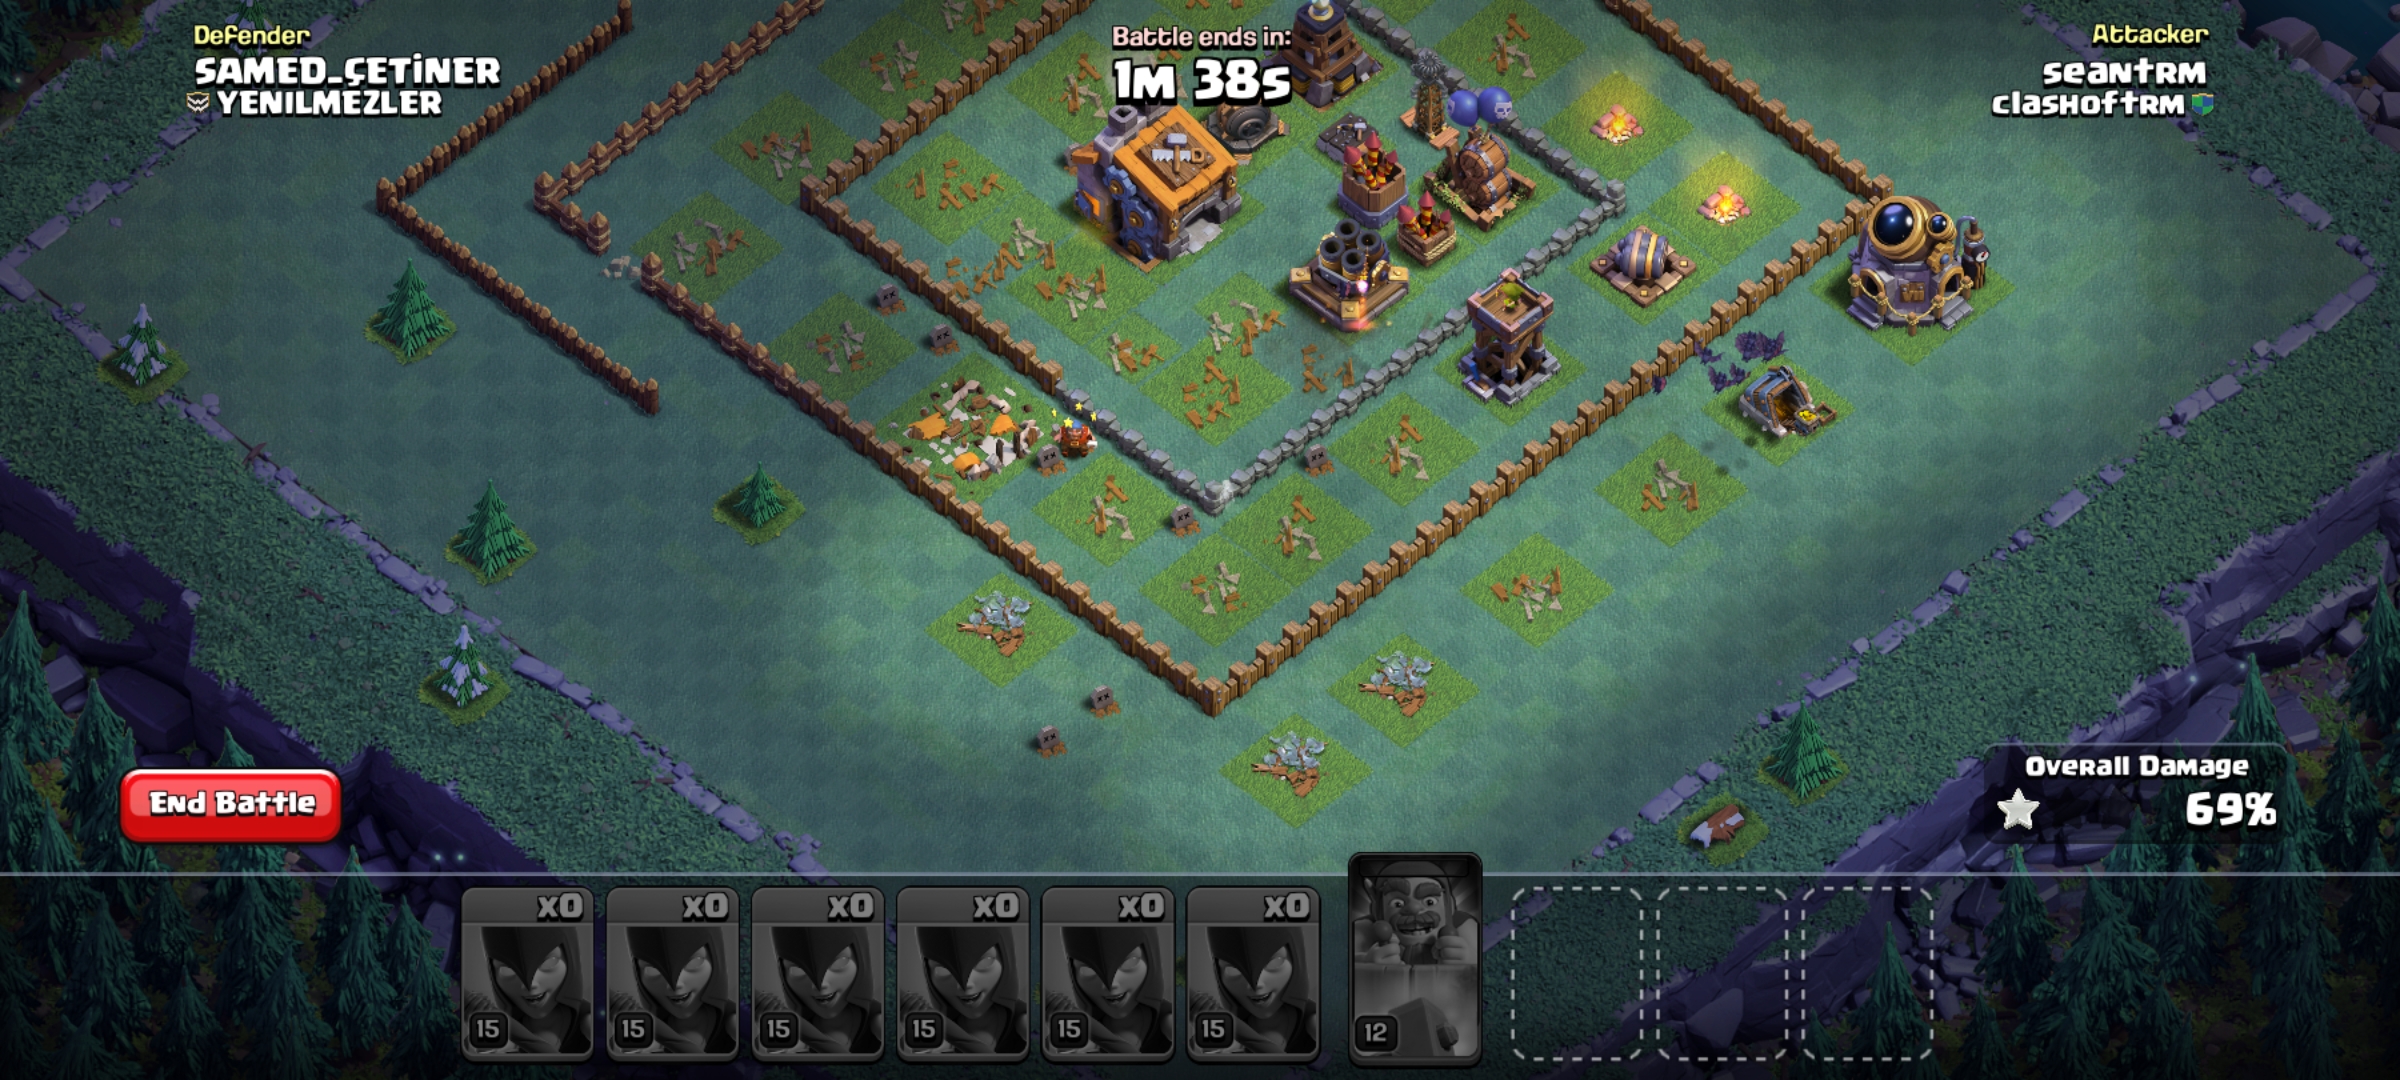 Defender
SAMED_ÇETİNER
YENILMEZLER
Battle ends in:
1M 38s
Attacker
seantRM
clashoftRM
End Battle
Overall Damage
69%
x0
x0
x0
x0
x0
x0
15
15
15
15
15
15
12